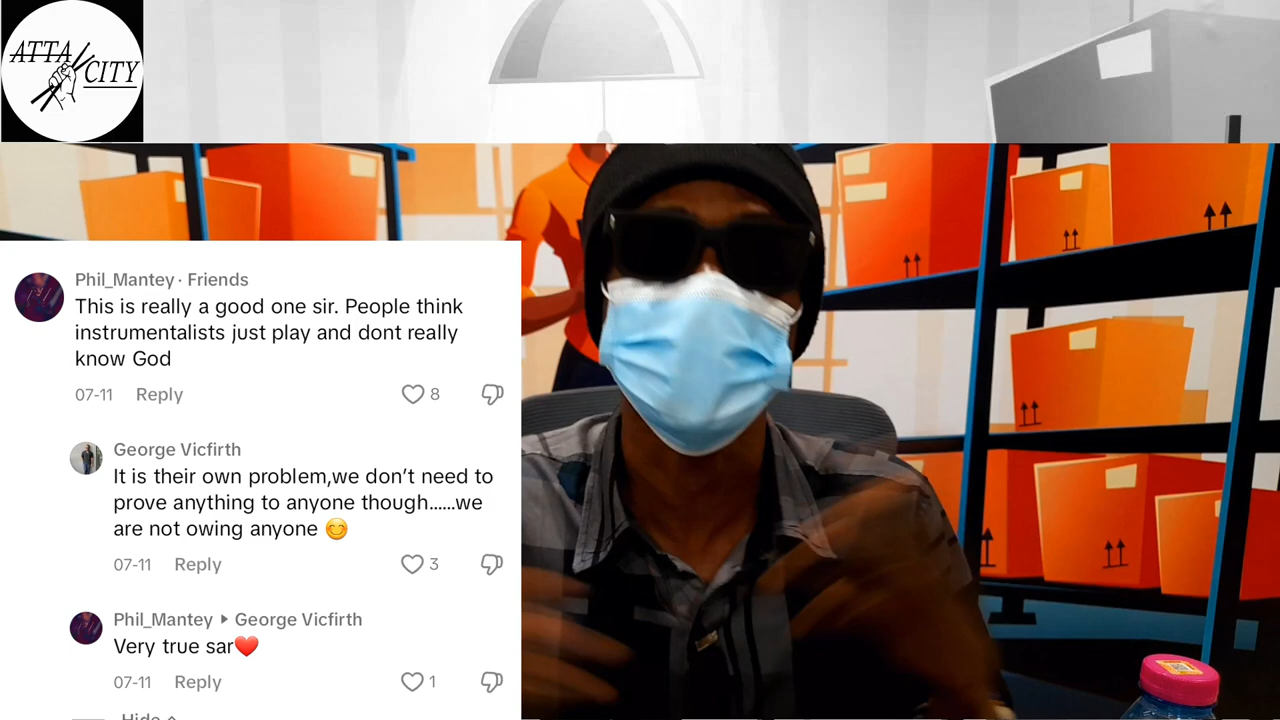 ATTA
CITY
Phil_Mantey · Friends
This is really a good one sir. People think
instrumentalists just play and dont really
know God
07-11 Reply 8
George Vicfirth
It is their own problem,we don’t need to
prove anything to anyone though......we
are not owing anyone 😊
07-11 Reply 3
Phil_Mantey ▸ George Vicfirth
Very true sar❤️
07-11 Reply 1
Hide ^